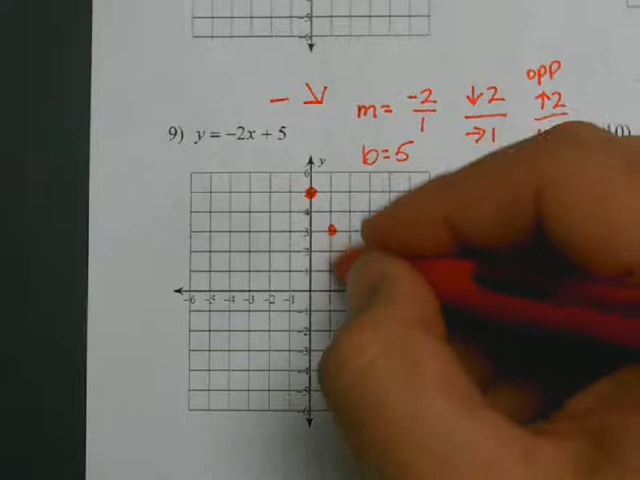 -5
-6
opp
− ↘ m= -2/1 ↓2/→1 ↑2
9) y = −2x + 5
b=5
y
6
4
3
2
1
-6 -5 -4 -3 -2 -1 1
-1
-2
-3
-4
-5
-6